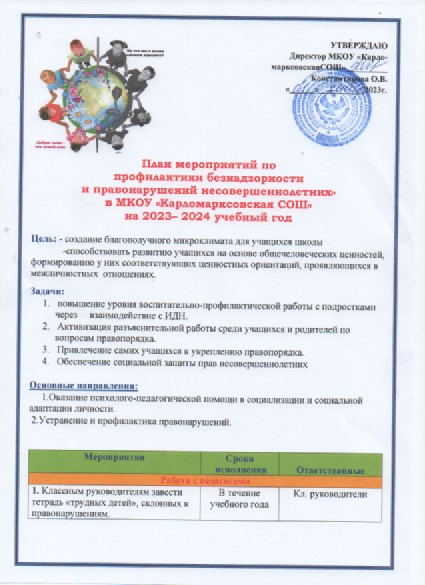 УТВЕРЖДАЮ
Директор МКОУ «Карло-
марксовскаяСОШ»
Константинова О.В.
2023г.
План мероприятий по
профилактики безнадзорности
и правонарушений несовершеннолетних»
в МКОУ «Карломарксовская СОШ»
на 2023– 2024 учебный год
Цель: - создание благополучного микроклимата для учащихся школы
-способствовать развитию учащихся на основе общечеловеческих ценностей,
формированию у них соответствующих ценностных ориентаций, проявляющихся в
межличностных отношениях.
Задачи:
1. повышение уровня воспитательно-профилактической работы с подростками
через взаимодействие с ИДН.
2. Активизация разъяснительной работы среди учащихся и родителей по
вопросам правопорядка.
3. Привлечение самих учащихся к укреплению правопорядка.
4. Обеспечение социальной защиты прав несовершеннолетних
Основные направления:
1.Оказание психолого-педагогической помощи в социализации и социальной
адаптации личности.
2.Устранение и профилактика правонарушений.
Мероприятия Сроки исполнения Ответственные
Работа с педагогами
1. Классным руководителям завести В течение Кл. руководители
тетрадь «трудных детей», склонных к учебного года
правонарушениям.